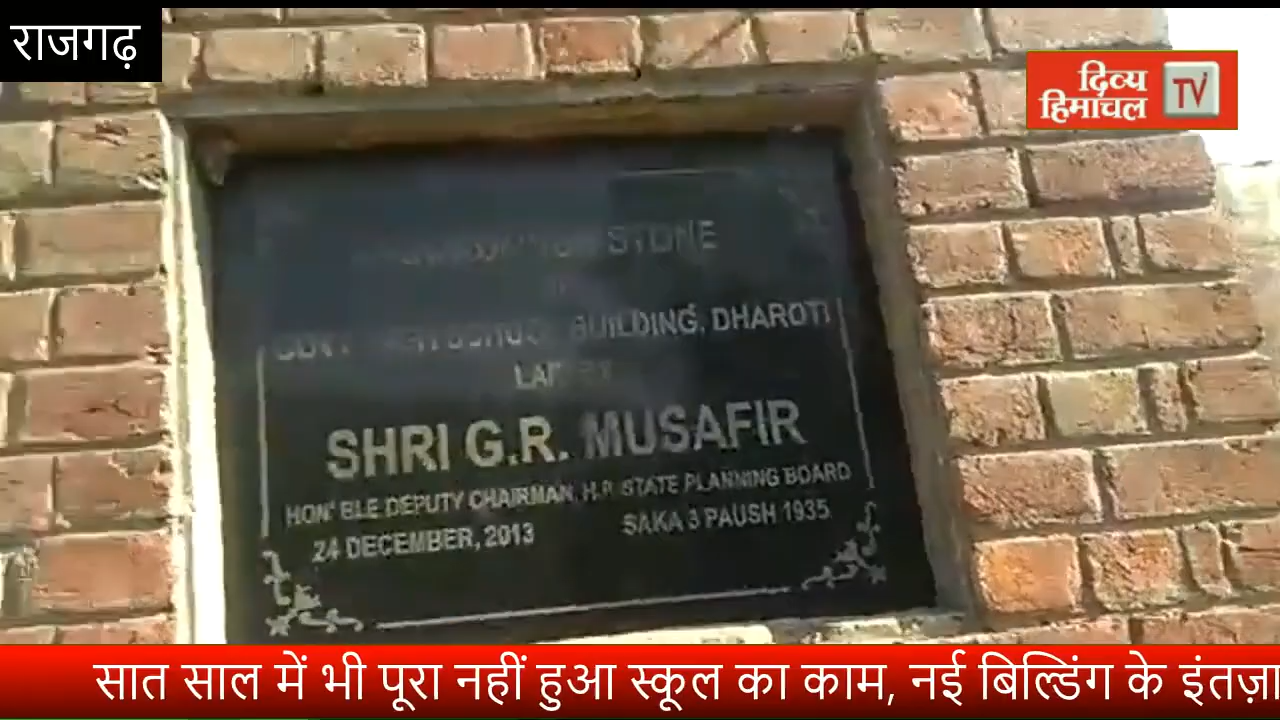 राजगढ़
दिव्य
हिमाचल TV
STONE
BUILDING, DHAROTI
SHRI G.R. MUSAFIR
HON'BLE DEPUTY CHAIRMAN, H.P. STATE PLANNING BOARD
24 DECEMBER, 2013 SAKA 3 PAUSH 1935
सात साल में भी पूरा नहीं हुआ स्कूल का काम, नई बिल्डिंग के